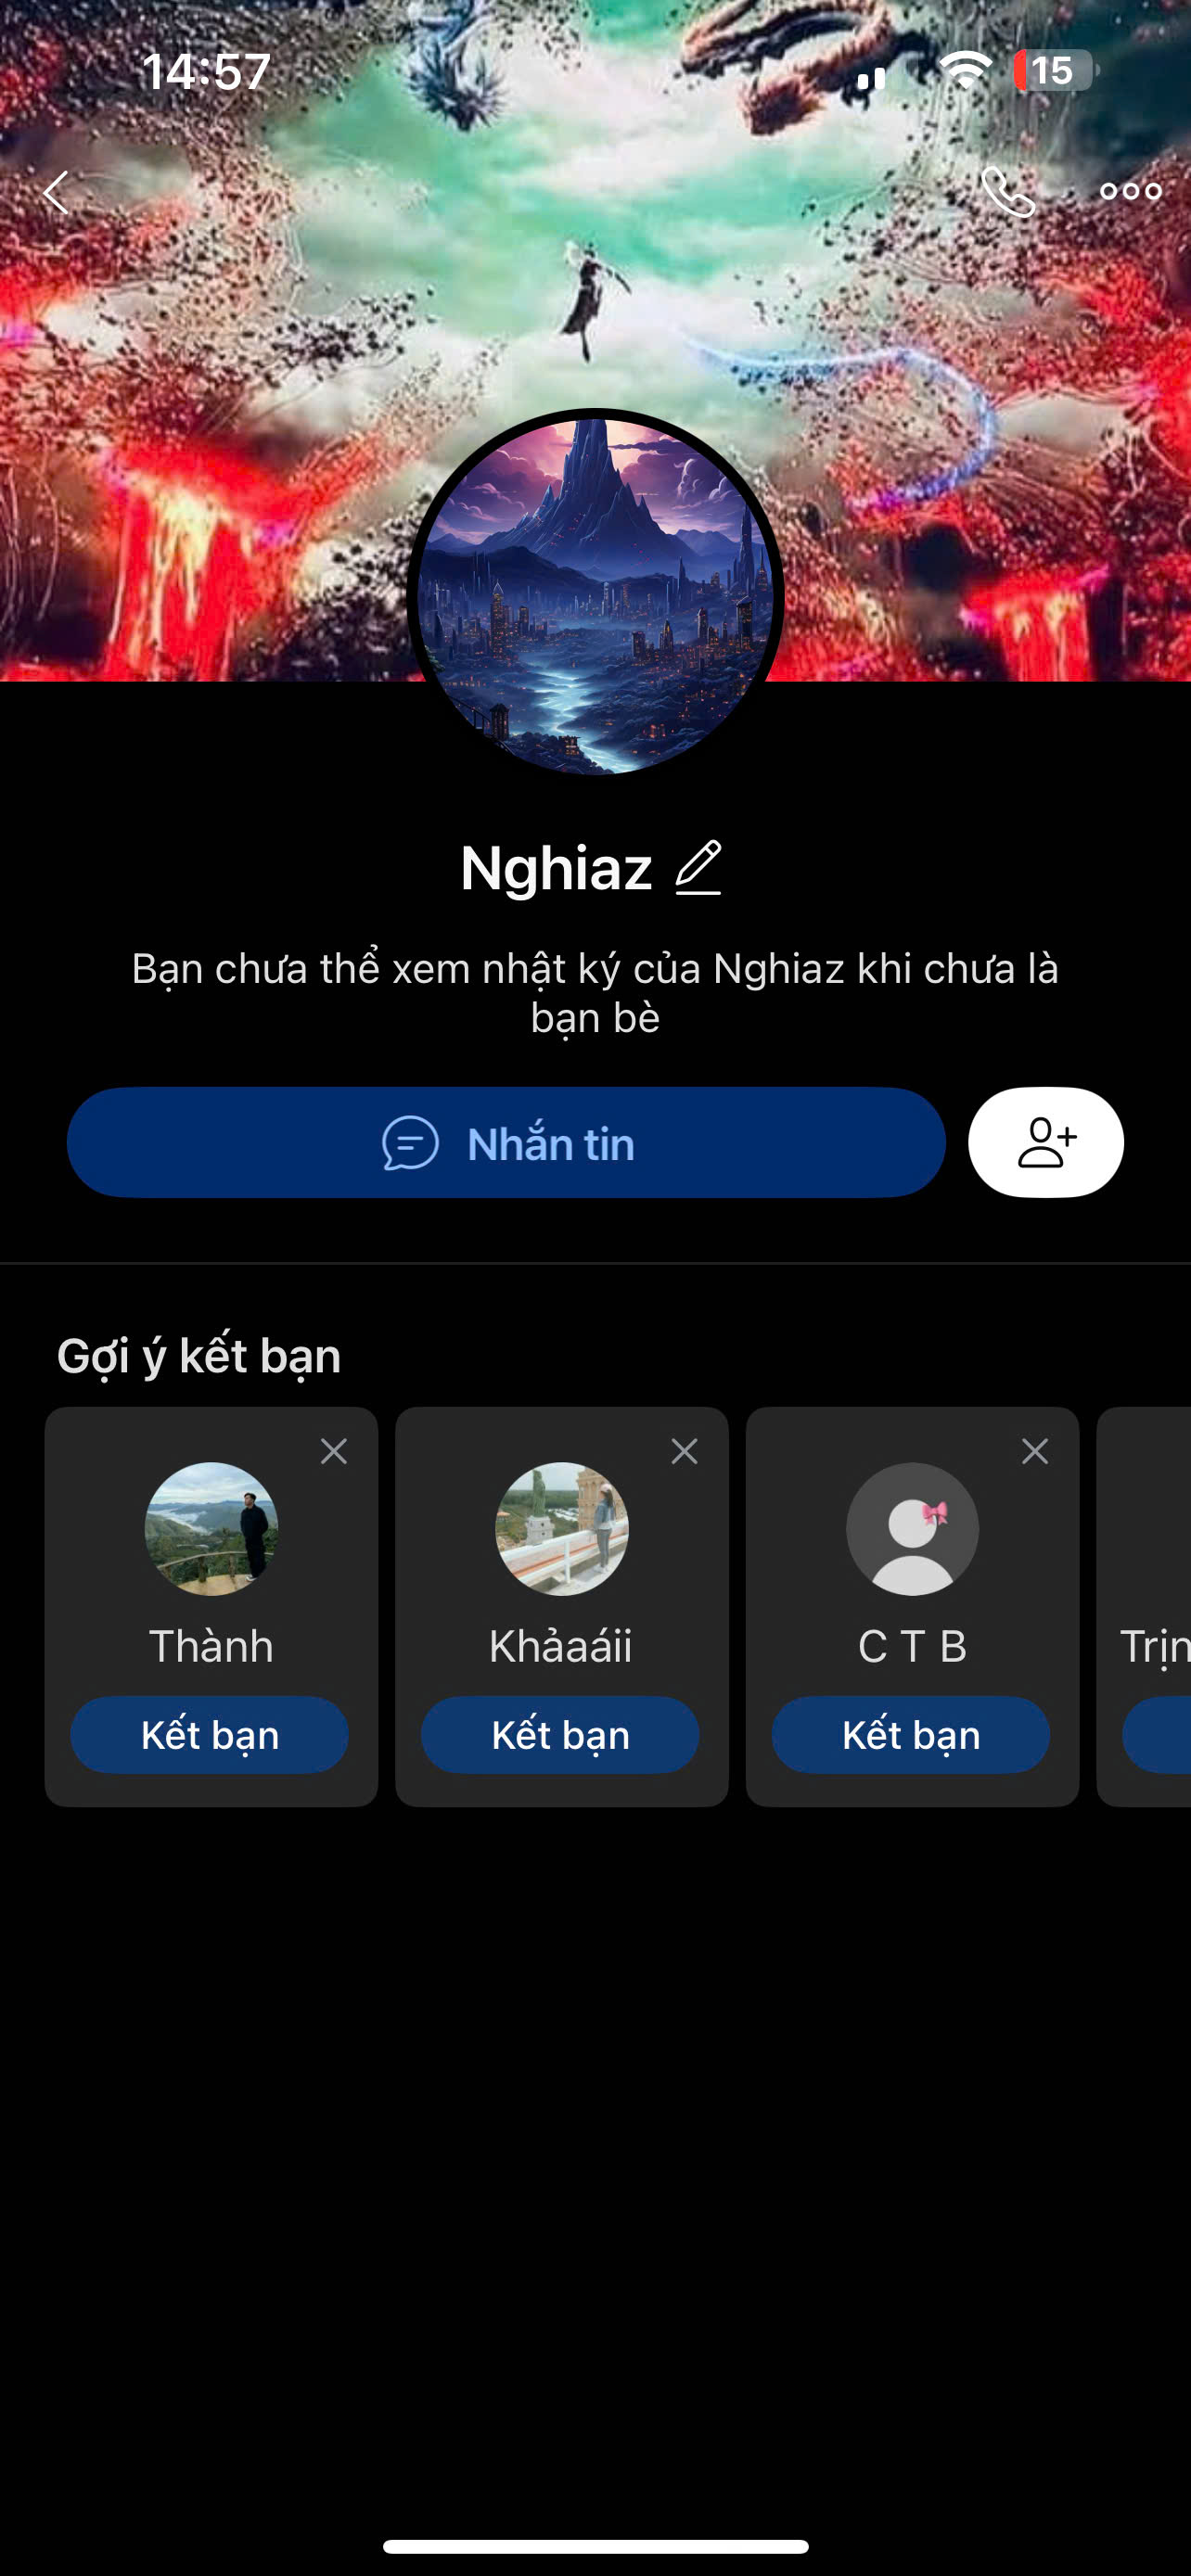 14:57
15
Nghiaz
Bạn chưa thể xem nhật ký của Nghiaz khi chưa là
bạn bè
Nhắn tin
Gợi ý kết bạn
Thành
Khảaáii
C T B
Kết bạn
Kết bạn
Kết bạn